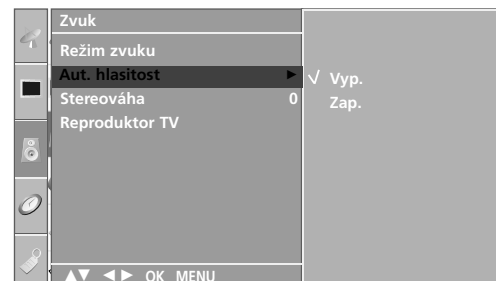 Zvuk
Režim zvuku
Aut. hlasitost ► √ Vyp.
Stereováha 0 Zap.
Reproduktor TV
▲▼ ◄► OK MENU